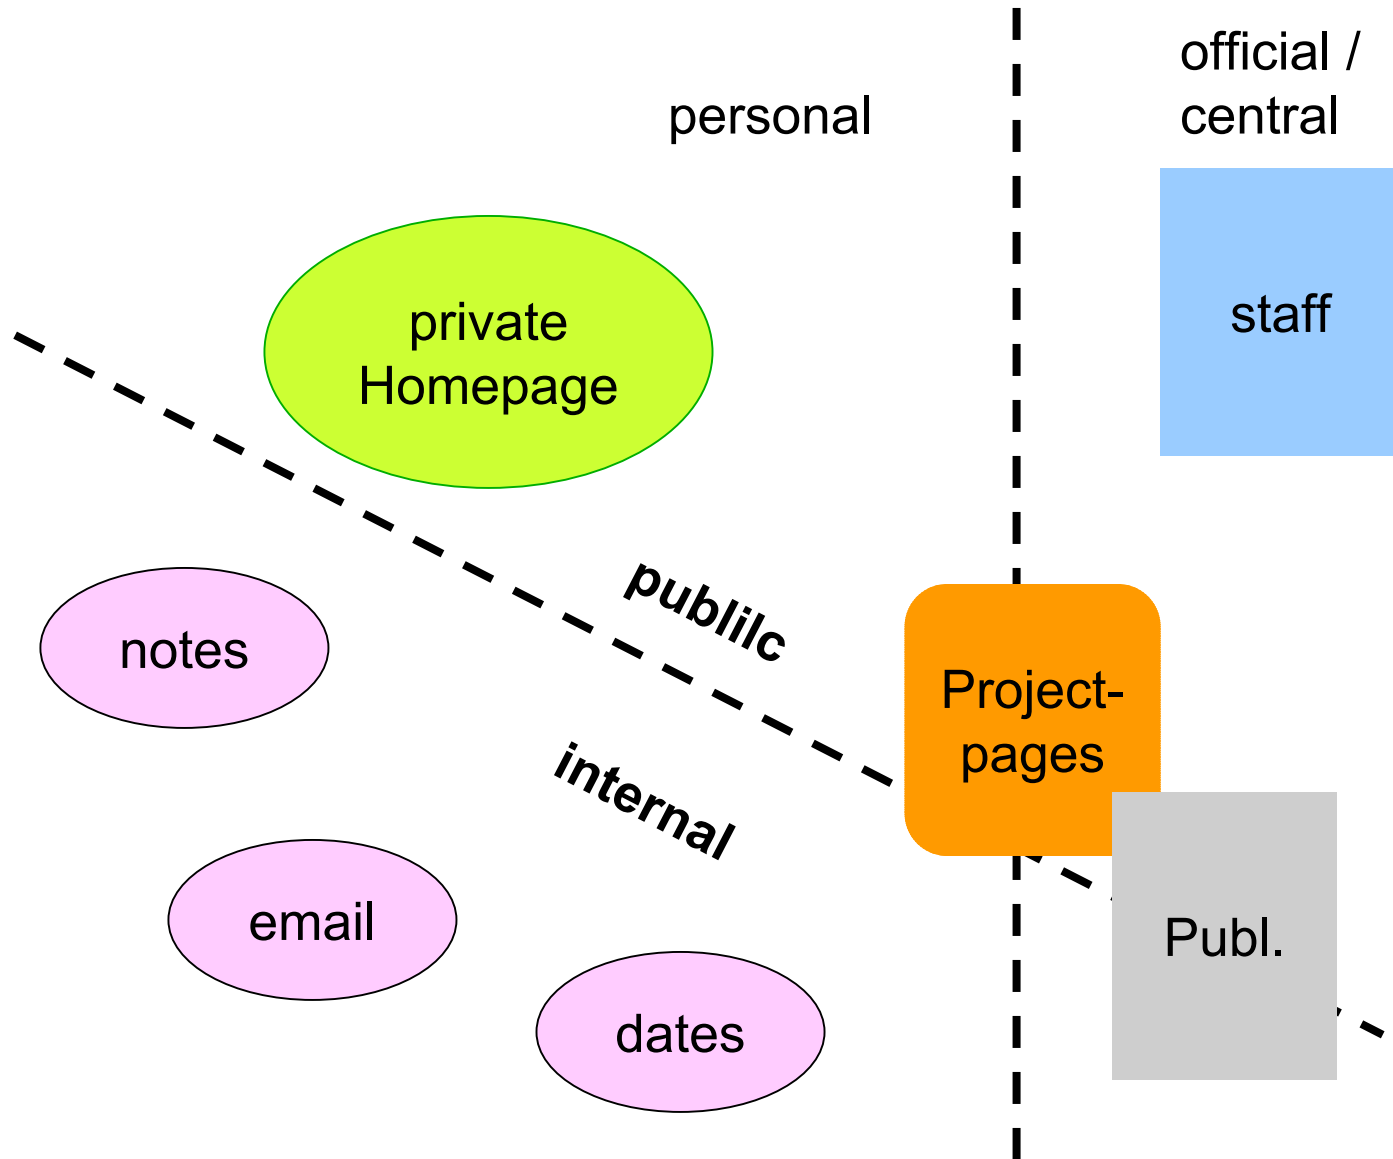 official /
central
personal
private
Homepage
staff
publilc
notes
Project-
pages
internal
email
Publ.
dates